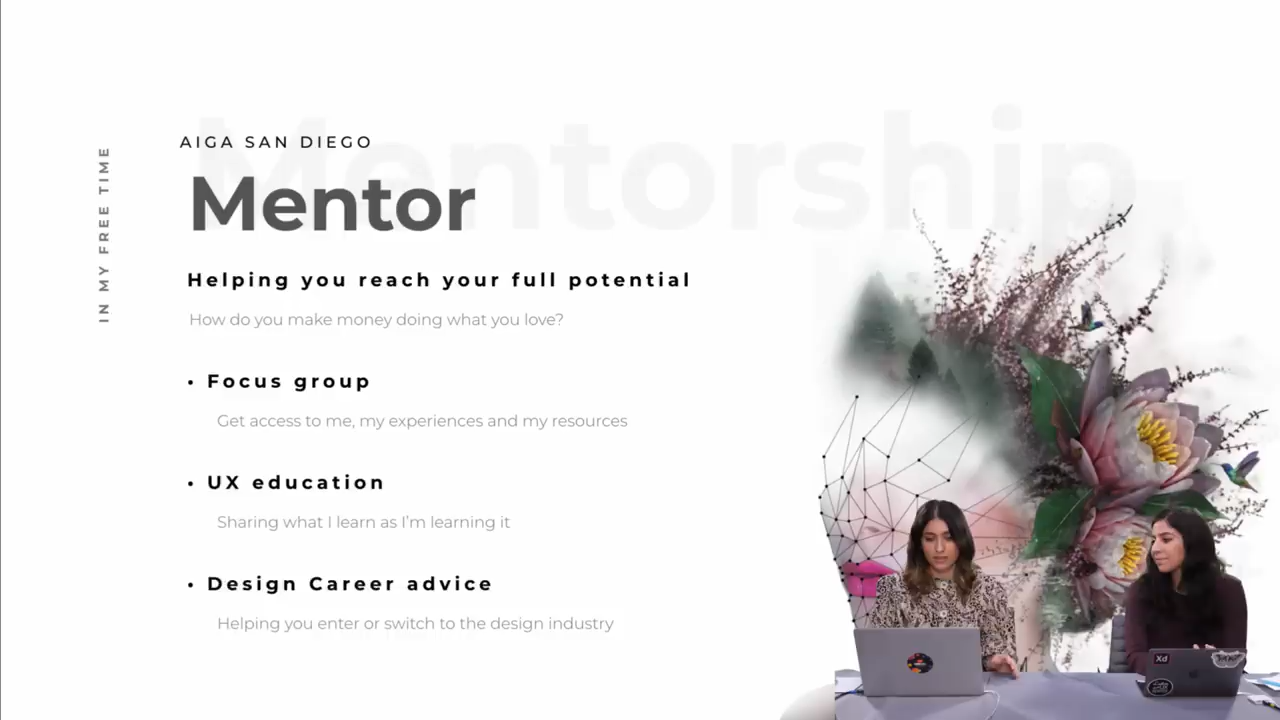 Mentorship
AIGA SAN DIEGO
IN MY FREE TIME
Mentor
Helping you reach your full potential
How do you make money doing what you love?
• Focus group
Get access to me, my experiences and my resources
• UX education
Sharing what I learn as I'm learning it
• Design Career advice
Helping you enter or switch to the design industry
Xd